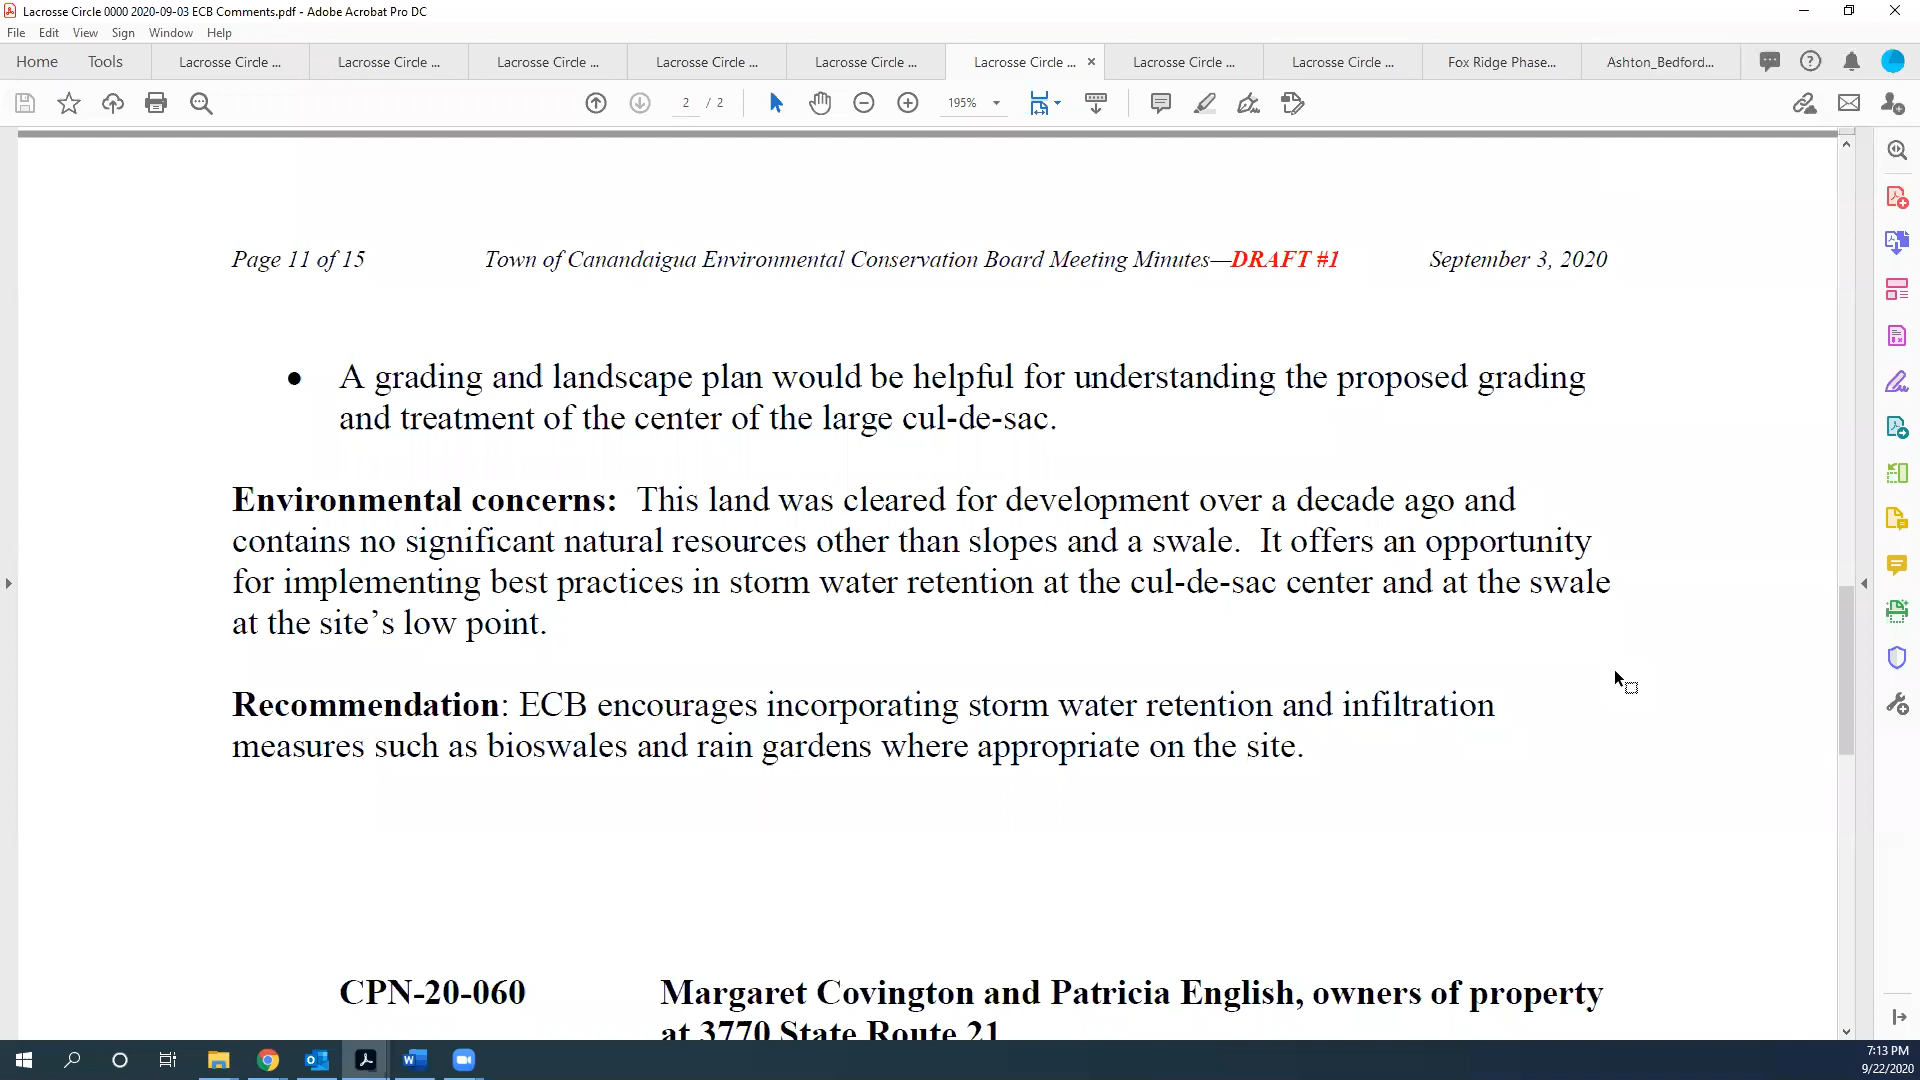 Lacrosse Circle 0000 2020-09-03 ECB Comments.pdf - Adobe Acrobat Pro DC
File Edit View Sign Window Help
Home Tools Lacrosse Circle ... Lacrosse Circle ... Lacrosse Circle ... Lacrosse Circle ... Lacrosse Circle ... Lacrosse Circle ... × Lacrosse Circle ... Lacrosse Circle ... Fox Ridge Phase... Ashton_Bedford...
2 / 2 195%
Page 11 of 15 Town of Canandaigua Environmental Conservation Board Meeting Minutes—DRAFT #1 September 3, 2020
• A grading and landscape plan would be helpful for understanding the proposed grading
and treatment of the center of the large cul-de-sac.
Environmental concerns: This land was cleared for development over a decade ago and
contains no significant natural resources other than slopes and a swale. It offers an opportunity
for implementing best practices in storm water retention at the cul-de-sac center and at the swale
at the site’s low point.
Recommendation: ECB encourages incorporating storm water retention and infiltration
measures such as bioswales and rain gardens where appropriate on the site.
CPN-20-060 Margaret Covington and Patricia English, owners of property
at 3770 State Route 21
7:13 PM
9/22/2020